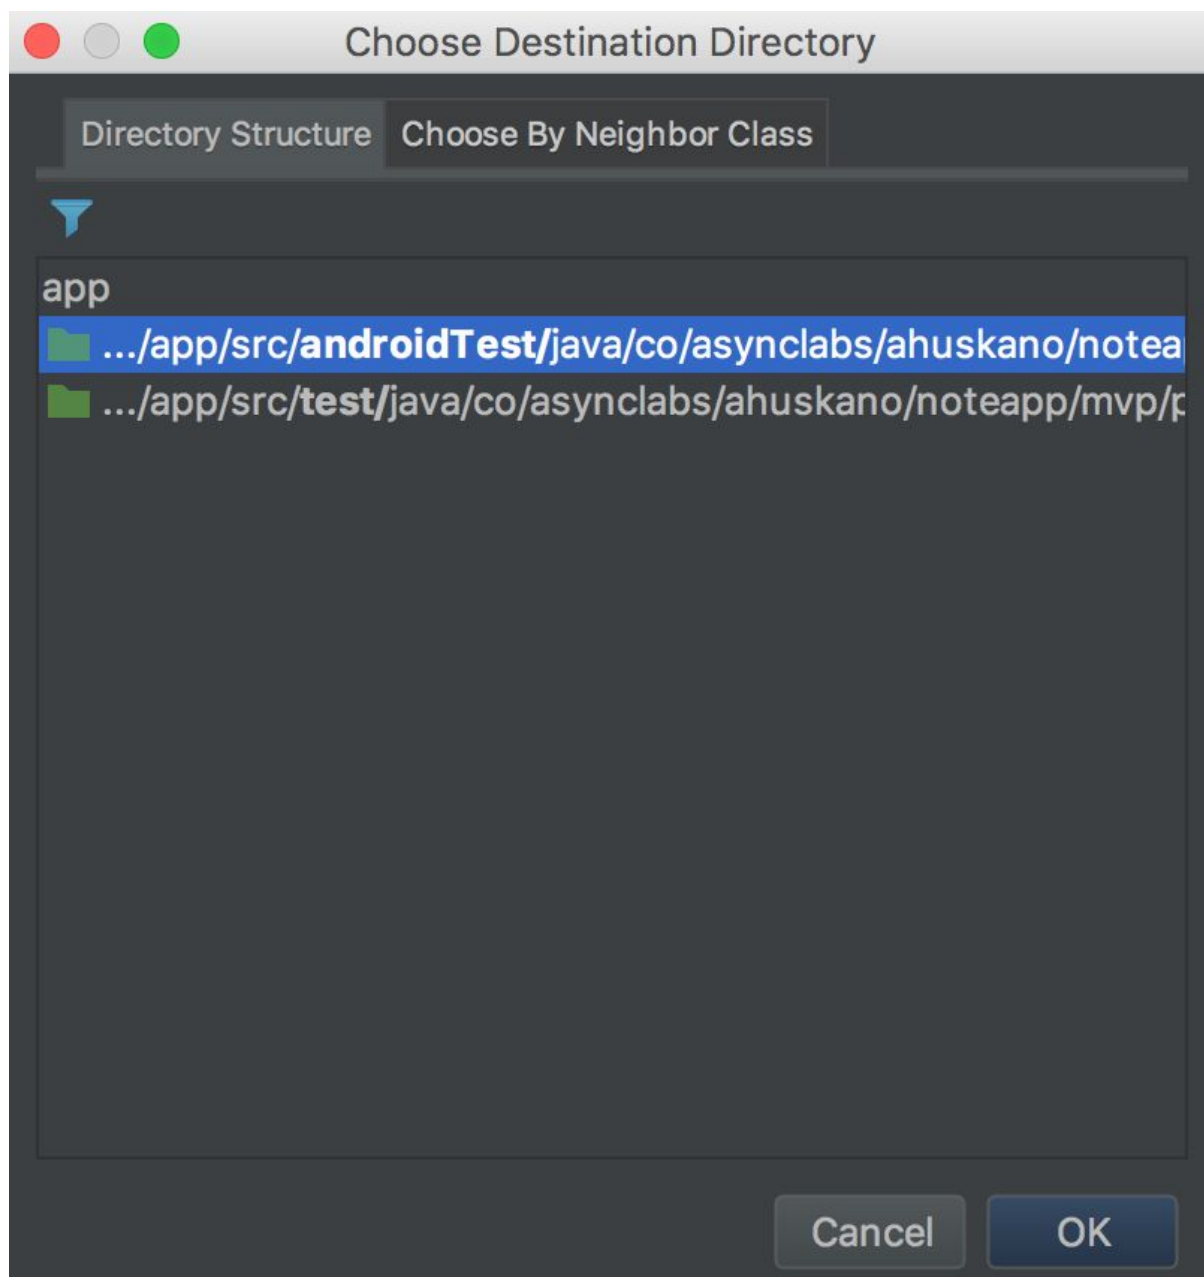 Choose Destination Directory
Directory Structure Choose By Neighbor Class
app
.../app/src/androidTest/java/co/asynclabs/ahuskano/notea
.../app/src/test/java/co/asynclabs/ahuskano/noteapp/mvp/p
Cancel OK